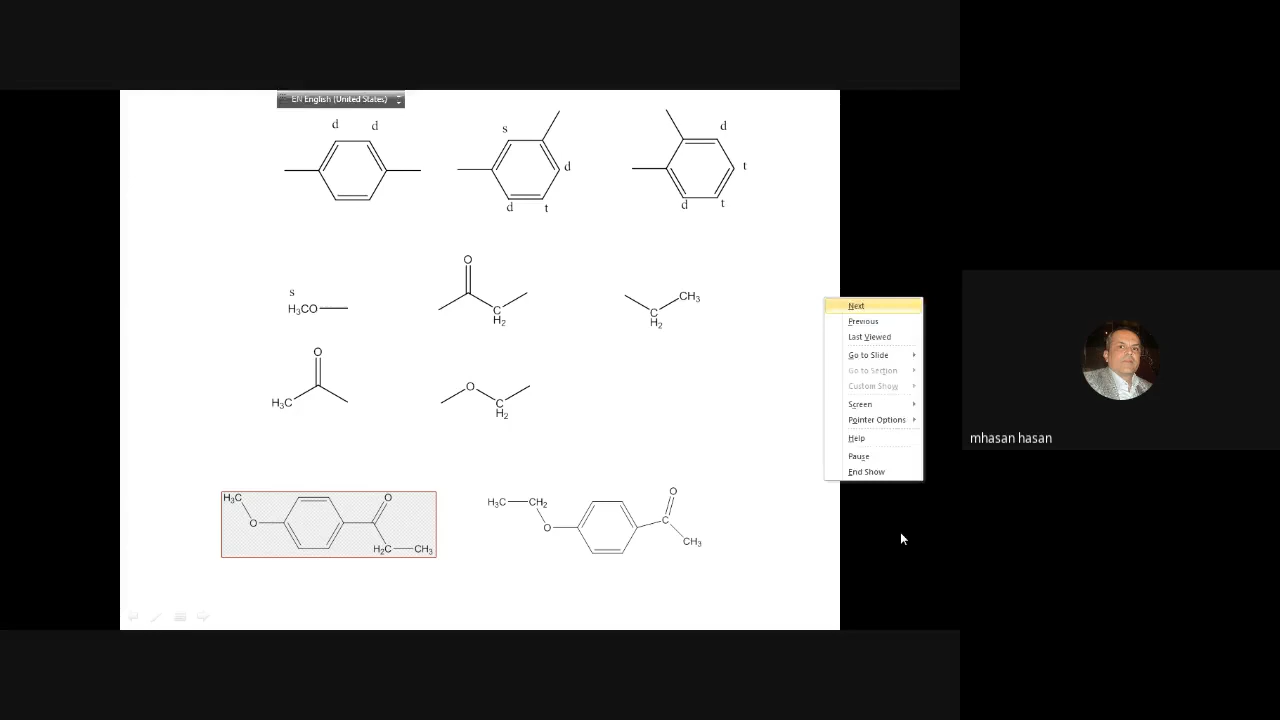 EN English (United States)
d d
s
d
d t
d
t
d t
s
H₃CO
O
C
H₂
CH₃
C
H₂
O
H₃C
O
C
H₂
Next
Previous
Last Viewed
Go to Slide
Go to Section
Custom Show
Screen
Pointer Options
Help
Pause
End Show
mhasan hasan
H₃C
O
O
H₂C
CH₃
H₃C
CH₂
O
O
C
CH₃